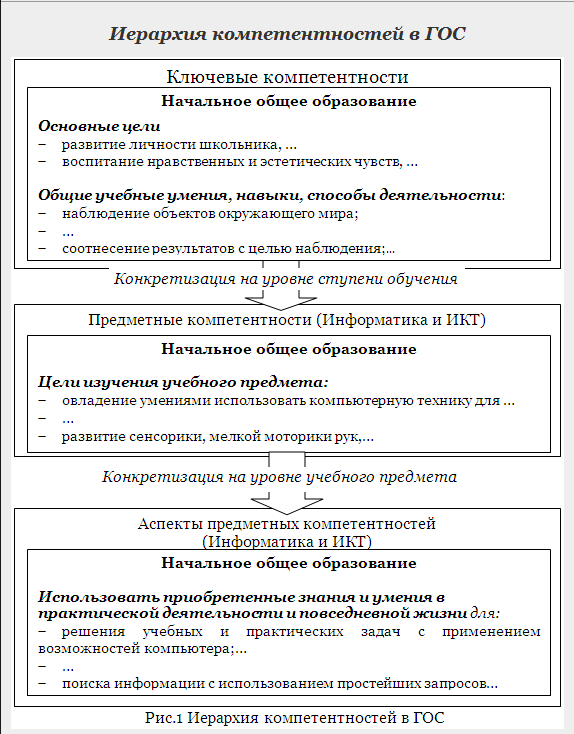 Иерархия компетентностей в ГОС
Ключевые компетентности
Начальное общее образование
Основные цели
– развитие личности школьника, ...
– воспитание нравственных и эстетических чувств, ...
Общие учебные умения, навыки, способы деятельности:
– наблюдение объектов окружающего мира;
– ...
– соотнесение результатов с целью наблюдения;...
Конкретизация на уровне ступени обучения
Предметные компетентности (Информатика и ИКТ)
Начальное общее образование
Цели изучения учебного предмета:
– овладение умениями использовать компьютерную технику для ...
– ...
– развитие сенсорики, мелкой моторики рук,...
Конкретизация на уровне учебного предмета
Аспекты предметных компетентностей
(Информатика и ИКТ)
Начальное общее образование
Использовать приобретенные знания и умения в
практической деятельности и повседневной жизни для:
– решения учебных и практических задач с применением
возможностей компьютера;...
– ...
– поиска информации с использованием простейших запросов...
Рис.1 Иерархия компетентностей в ГОС